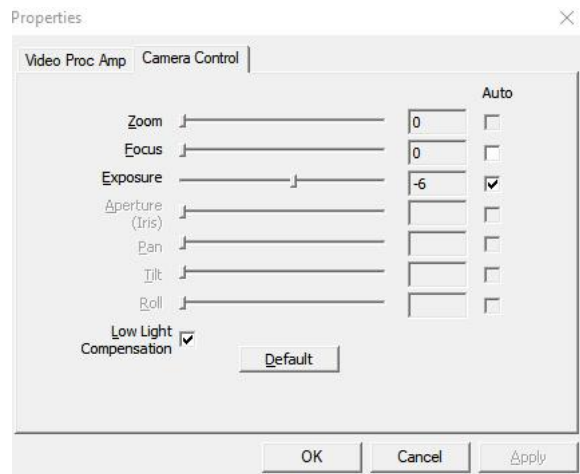 Properties
Video Proc Amp
Camera Control
Auto
Zoom 0
Focus 0
Exposure -6
Aperture
(Iris)
Pan
Tilt
Roll
Low Light
Compensation
Default
OK Cancel Apply